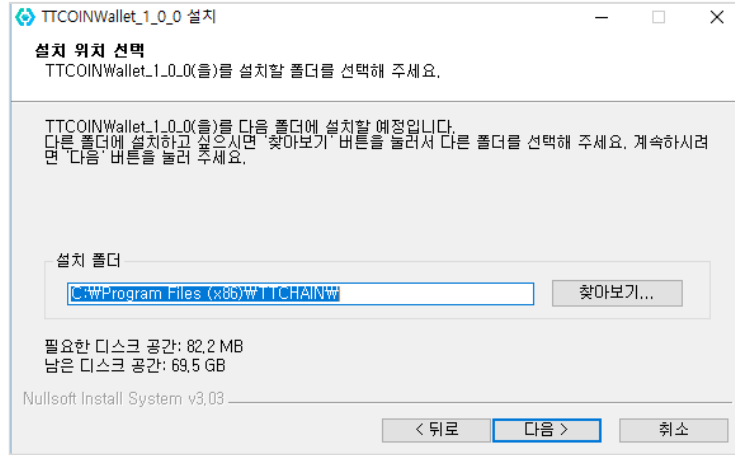 TTCOINWallet_1_0_0 설치
설치 위치 선택
TTCOINWallet_1_0_0(을)를 설치할 폴더를 선택해 주세요.
TTCOINWallet_1_0_0(을)를 다음 폴더에 설치할 예정입니다.
다른 폴더에 설치하고 싶으시면 '찾아보기' 버튼을 눌러서 다른 폴더를 선택해 주세요. 계속하시려
면 '다음' 버튼을 눌러 주세요.
설치 폴더
C:₩Program Files (x86)₩TTCHAIN₩
찾아보기...
필요한 디스크 공간: 82.2 MB
남은 디스크 공간: 69.5 GB
Nullsoft Install System v3.03
< 뒤로
다음 >
취소